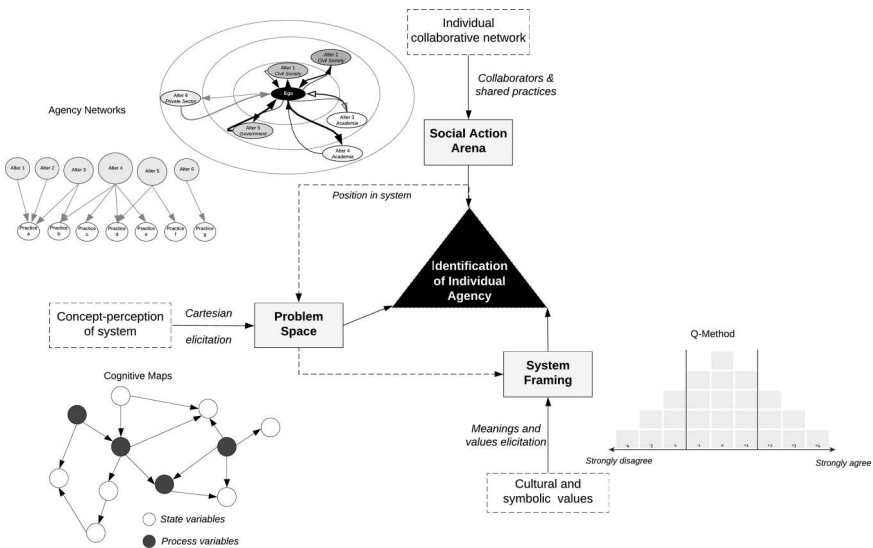 Individual
collaborative network
Collaborators &
shared practices
Social Action
Arena
Agency Networks
Alter 1
Civil Society
Alter 2
Civil Society
Ego
Alter 6
Private Sector
Alter 3
Academia
Alter 5
Government
Alter 4
Academia
Alter 1
Alter 2
Alter 3
Alter 4
Alter 5
Alter 6
Practice
a
Practice
b
Practice
c
Practice
d
Practice
e
Practice
f
Practice
g
Position in system
Identification
of Individual
Agency
Concept-perception
of system
Cartesian
elicitation
Problem
Space
System
Framing
Meanings and
values elicitation
Cultural and
symbolic values
Cognitive Maps
State variables
Process variables
Q-Method
+1
+2
+3
+4
Strongly disagree
Strongly agree